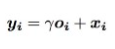 𝒚ᵢ = γ𝒐ᵢ + 𝒙ᵢ